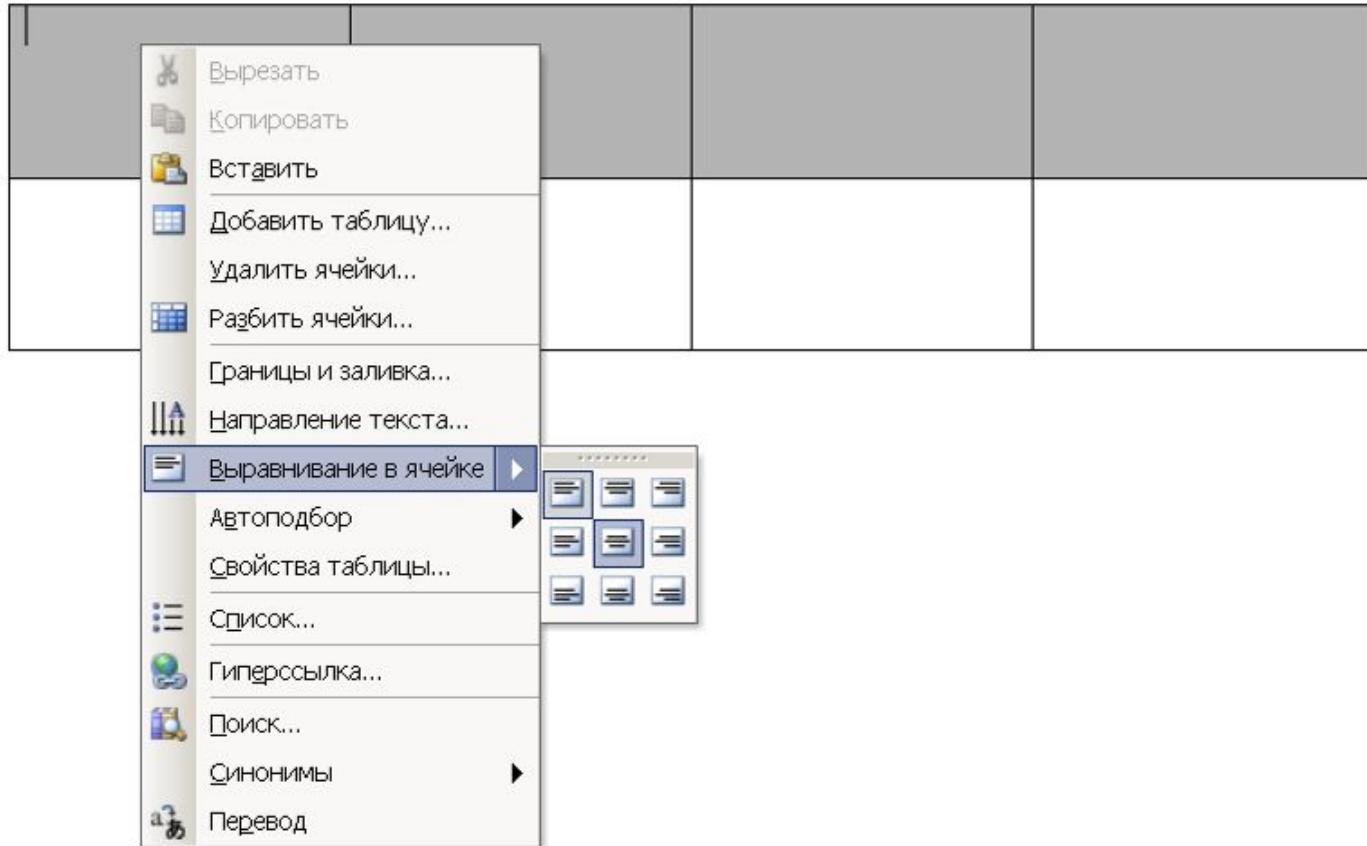 Вырезать
Копировать
Вставить
Добавить таблицу...
Удалить ячейки...
Разбить ячейки...
Границы и заливка...
Направление текста...
Выравнивание в ячейке
Автоподбор
Свойства таблицы...
Список...
Гиперссылка...
Поиск...
Синонимы
Перевод